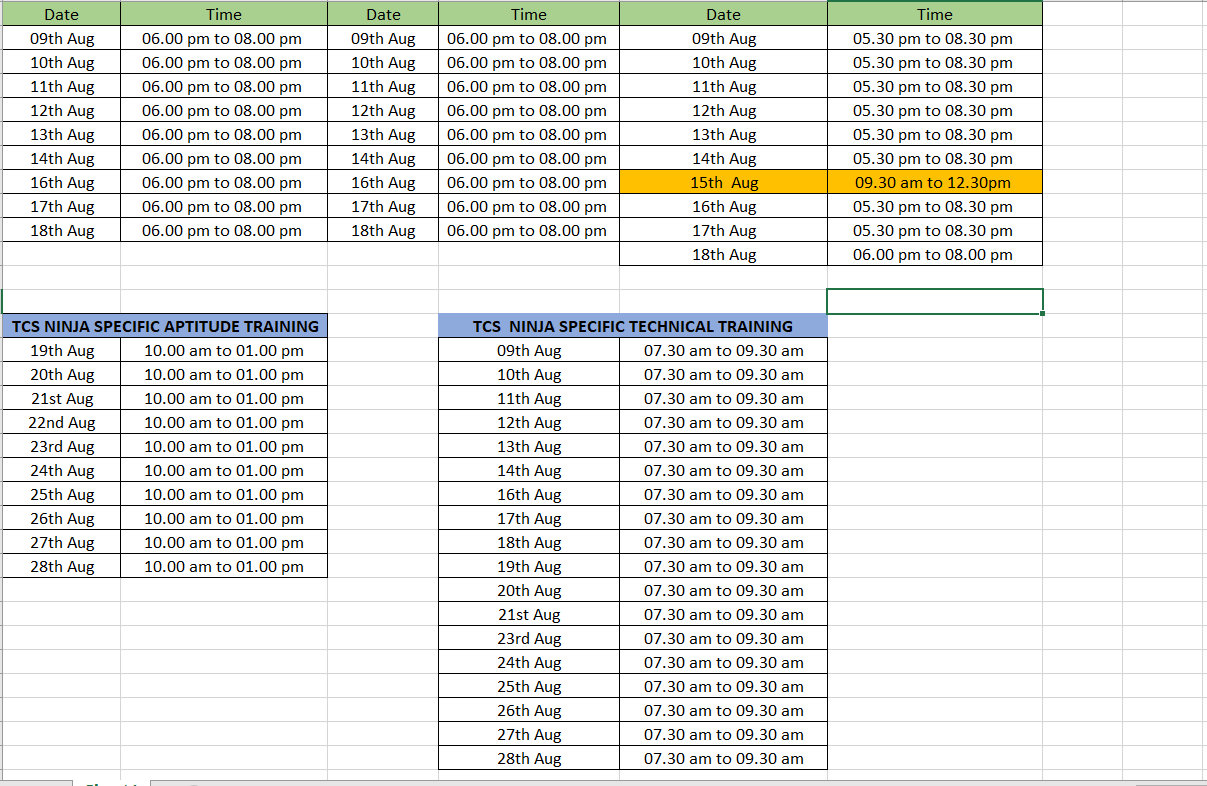 Date Time Date Time Date Time
09th Aug 06.00 pm to 08.00 pm 09th Aug 06.00 pm to 08.00 pm 09th Aug 05.30 pm to 08.30 pm
10th Aug 06.00 pm to 08.00 pm 10th Aug 06.00 pm to 08.00 pm 10th Aug 05.30 pm to 08.30 pm
11th Aug 06.00 pm to 08.00 pm 11th Aug 06.00 pm to 08.00 pm 11th Aug 05.30 pm to 08.30 pm
12th Aug 06.00 pm to 08.00 pm 12th Aug 06.00 pm to 08.00 pm 12th Aug 05.30 pm to 08.30 pm
13th Aug 06.00 pm to 08.00 pm 13th Aug 06.00 pm to 08.00 pm 13th Aug 05.30 pm to 08.30 pm
14th Aug 06.00 pm to 08.00 pm 14th Aug 06.00 pm to 08.00 pm 14th Aug 05.30 pm to 08.30 pm
16th Aug 06.00 pm to 08.00 pm 16th Aug 06.00 pm to 08.00 pm 15th Aug 09.30 am to 12.30pm
17th Aug 06.00 pm to 08.00 pm 17th Aug 06.00 pm to 08.00 pm 16th Aug 05.30 pm to 08.30 pm
18th Aug 06.00 pm to 08.00 pm 18th Aug 06.00 pm to 08.00 pm 17th Aug 05.30 pm to 08.30 pm
18th Aug 06.00 pm to 08.00 pm
TCS NINJA SPECIFIC APTITUDE TRAINING TCS NINJA SPECIFIC TECHNICAL TRAINING
19th Aug 10.00 am to 01.00 pm 09th Aug 07.30 am to 09.30 am
20th Aug 10.00 am to 01.00 pm 10th Aug 07.30 am to 09.30 am
21st Aug 10.00 am to 01.00 pm 11th Aug 07.30 am to 09.30 am
22nd Aug 10.00 am to 01.00 pm 12th Aug 07.30 am to 09.30 am
23rd Aug 10.00 am to 01.00 pm 13th Aug 07.30 am to 09.30 am
24th Aug 10.00 am to 01.00 pm 14th Aug 07.30 am to 09.30 am
25th Aug 10.00 am to 01.00 pm 16th Aug 07.30 am to 09.30 am
26th Aug 10.00 am to 01.00 pm 17th Aug 07.30 am to 09.30 am
27th Aug 10.00 am to 01.00 pm 18th Aug 07.30 am to 09.30 am
28th Aug 10.00 am to 01.00 pm 19th Aug 07.30 am to 09.30 am
20th Aug 07.30 am to 09.30 am
21st Aug 07.30 am to 09.30 am
23rd Aug 07.30 am to 09.30 am
24th Aug 07.30 am to 09.30 am
25th Aug 07.30 am to 09.30 am
26th Aug 07.30 am to 09.30 am
27th Aug 07.30 am to 09.30 am
28th Aug 07.30 am to 09.30 am